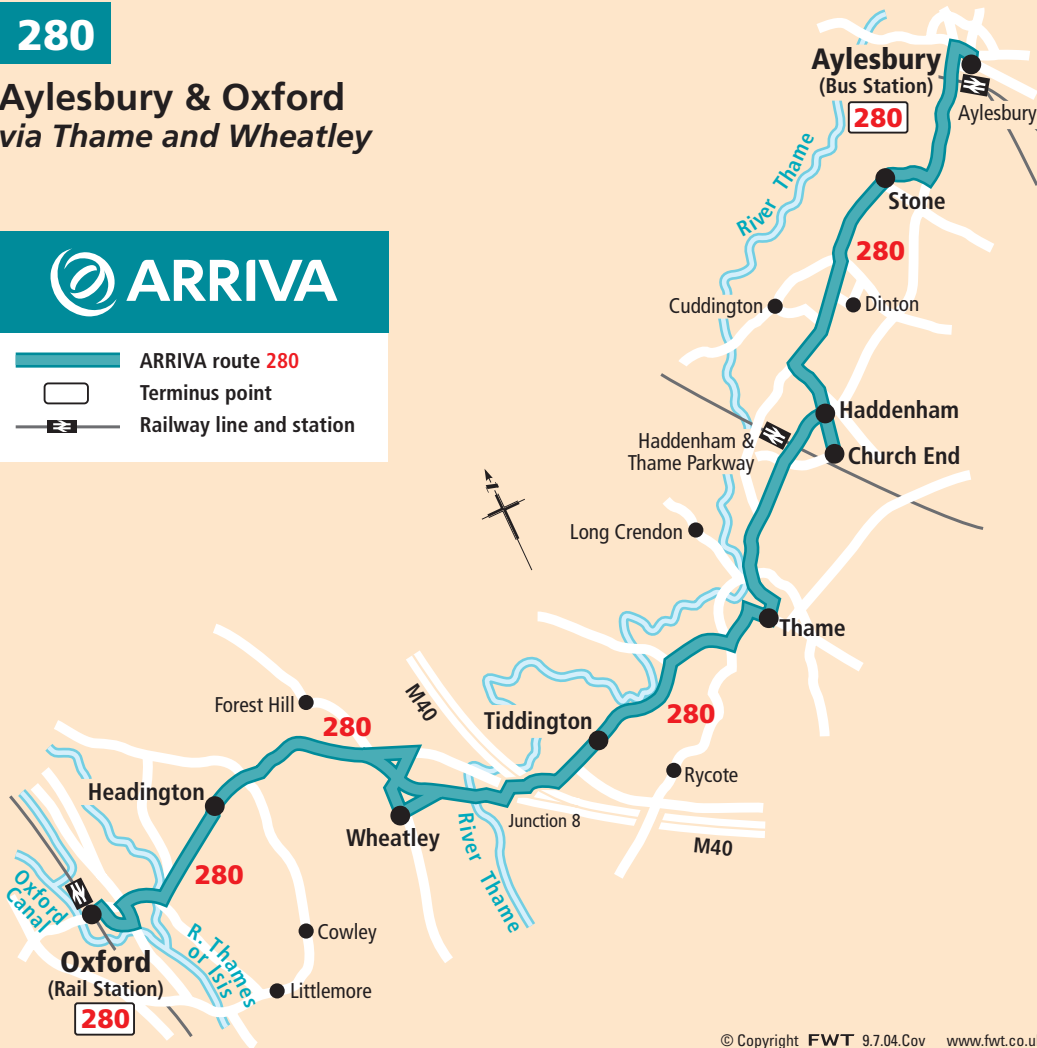 280
Aylesbury & Oxford
via Thame and Wheatley
ARRIVA
ARRIVA route 280
Terminus point
Railway line and station
Aylesbury
(Bus Station)
280
Aylesbury
River Thame
Stone
280
Cuddington
Dinton
Haddenham
Haddenham &
Thame Parkway
Church End
Long Crendon
Thame
M40
Forest Hill
280
Tiddington
280
Rycote
Headington
Junction 8
Wheatley
M40
River Thame
280
Oxford
Canal
R. Thames
or Isis
Cowley
Oxford
(Rail Station)
280
Littlemore
© Copyright FWT 9.7.04.Cov www.fwt.co.u